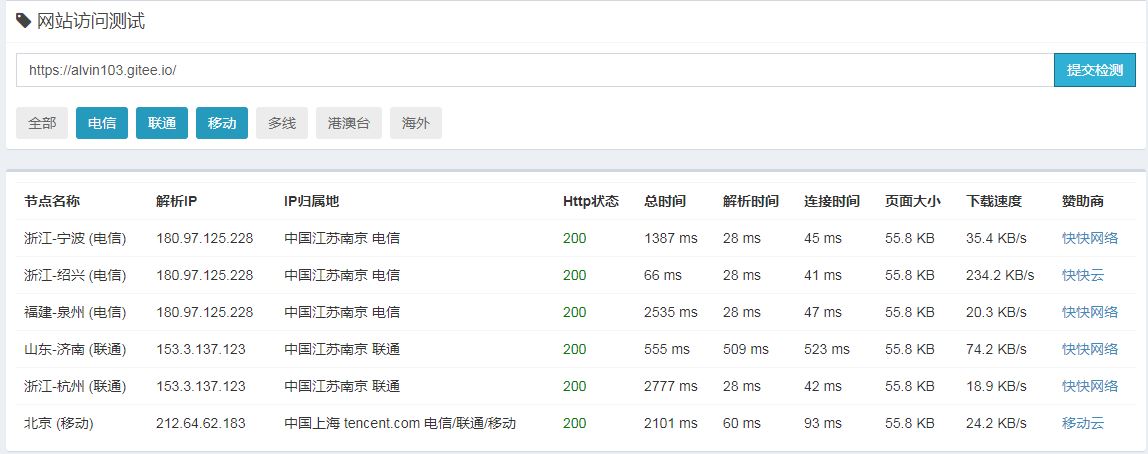 网站访问测试
https://alvin103.gitee.io/ 提交检测
全部 电信 联通 移动 多线 港澳台 海外
节点名称 解析IP IP归属地 Http状态 总时间 解析时间 连接时间 页面大小 下载速度 赞助商
浙江-宁波 (电信) 180.97.125.228 中国江苏南京 电信 200 1387 ms 28 ms 45 ms 55.8 KB 35.4 KB/s 快快网络
浙江-绍兴 (电信) 180.97.125.228 中国江苏南京 电信 200 66 ms 28 ms 41 ms 55.8 KB 234.2 KB/s 快快云
福建-泉州 (电信) 180.97.125.228 中国江苏南京 电信 200 2535 ms 28 ms 47 ms 55.8 KB 20.3 KB/s 快快网络
山东-济南 (联通) 153.3.137.123 中国江苏南京 联通 200 555 ms 509 ms 523 ms 55.8 KB 74.2 KB/s 快快网络
浙江-杭州 (联通) 153.3.137.123 中国江苏南京 联通 200 2777 ms 28 ms 42 ms 55.8 KB 18.9 KB/s 快快网络
北京 (移动) 212.64.62.183 中国上海 tencent.com 电信/联通/移动 200 2101 ms 60 ms 93 ms 55.8 KB 24.2 KB/s 移动云